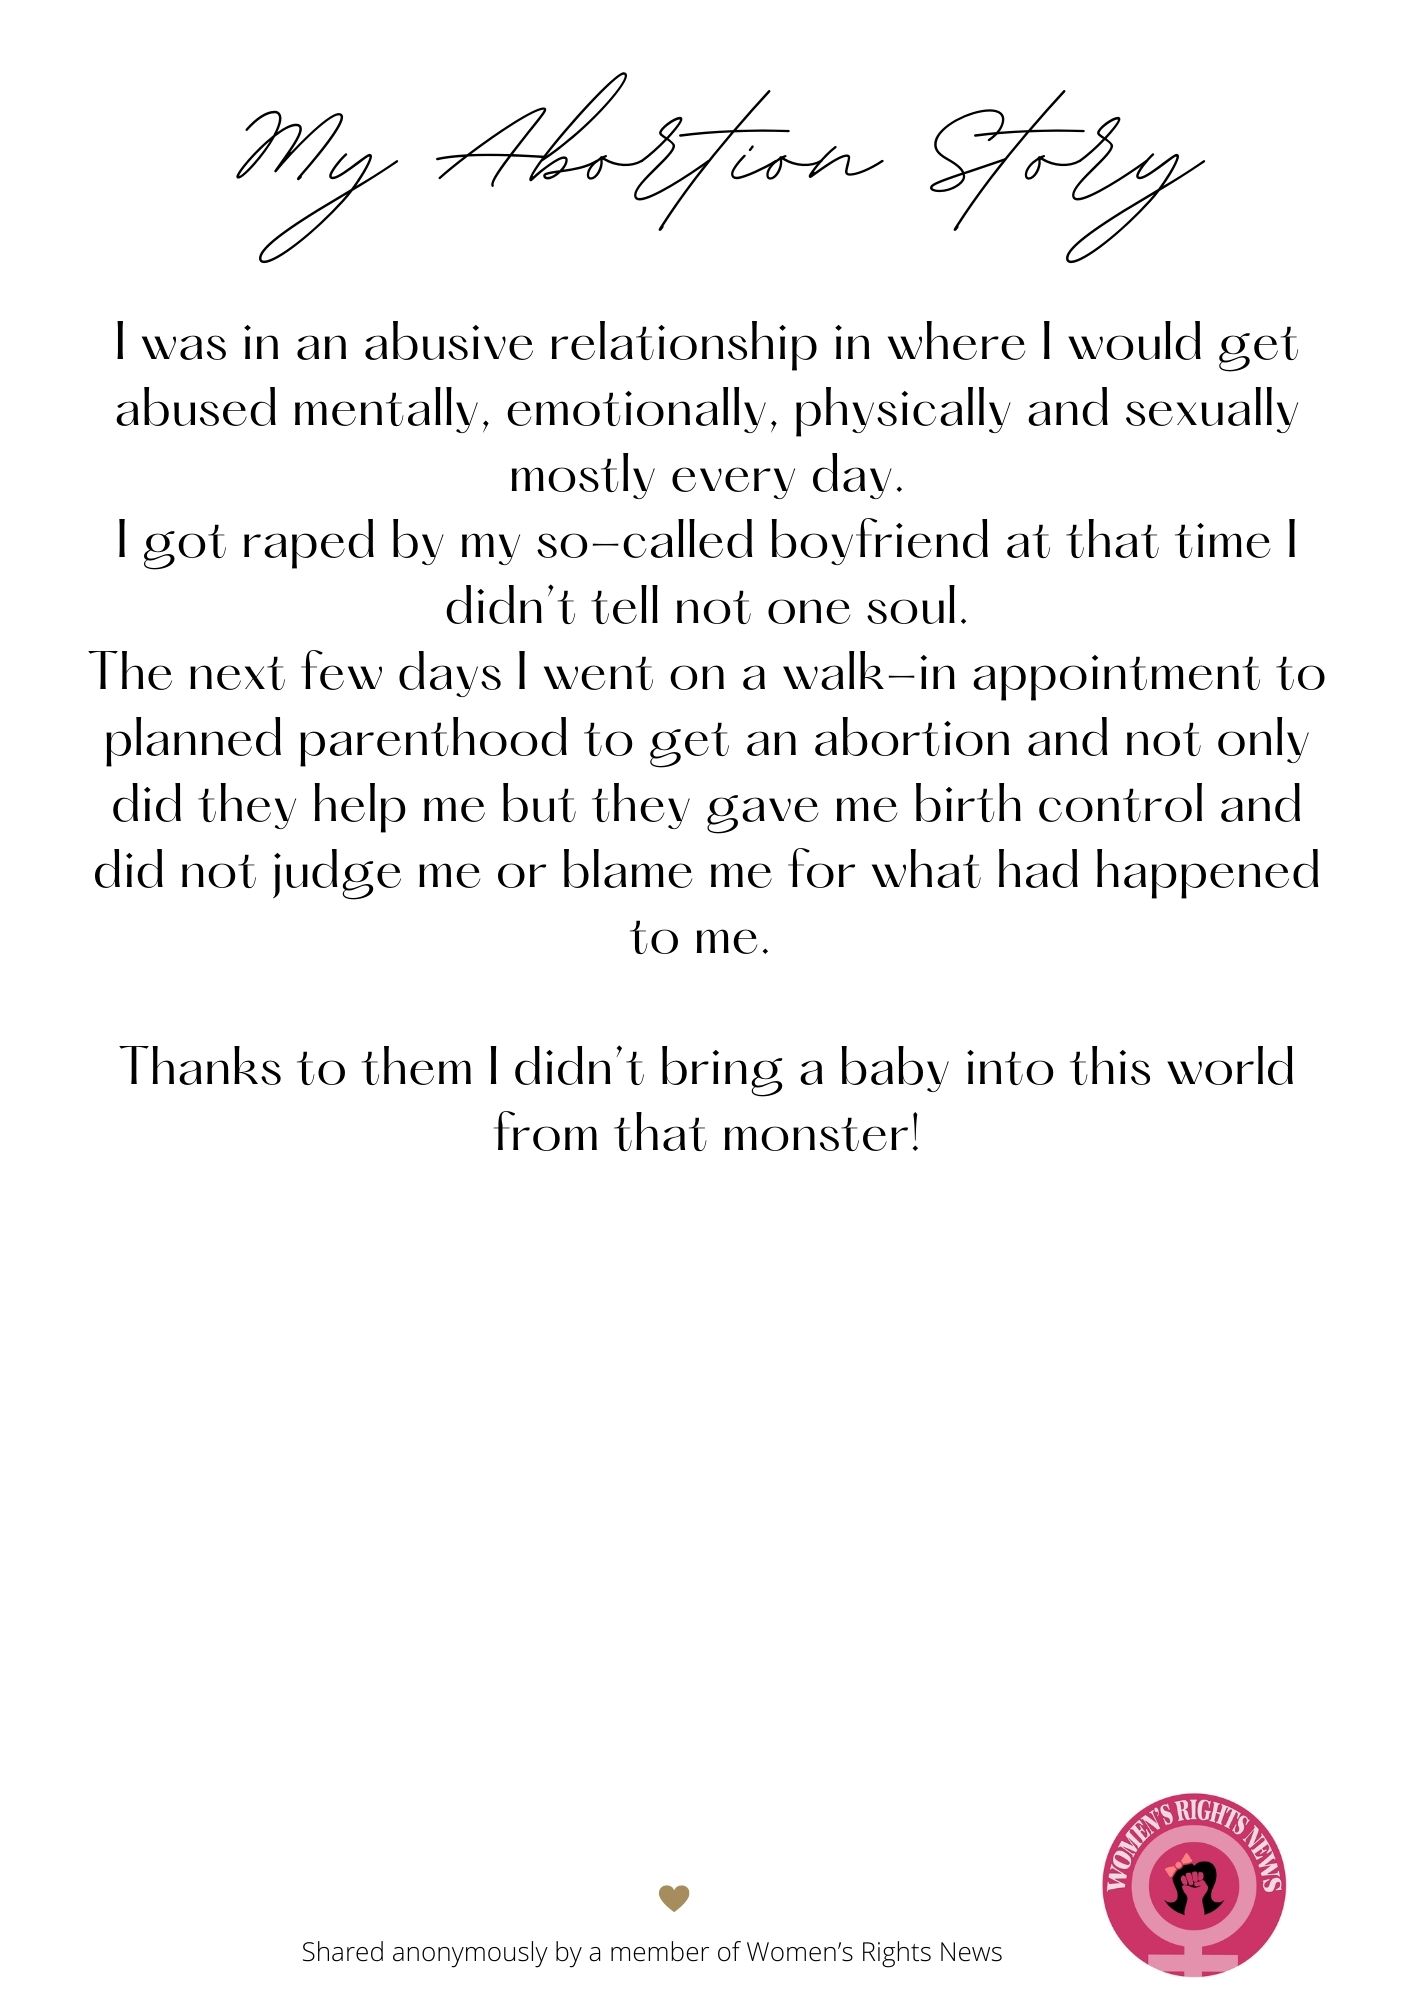 My Abortion Story
I was in an abusive relationship in where I would get
abused mentally, emotionally, physically and sexually
mostly every day.
I got raped by my so-called boyfriend at that time I
didn't tell not one soul.
The next few days I went on a walk-in appointment to
planned parenthood to get an abortion and not only
did they help me but they gave me birth control and
did not judge me or blame me for what had happened
to me.
Thanks to them I didn't bring a baby into this world
from that monster!
WOMEN'S RIGHTS NEWS
Shared anonymously by a member of Women's Rights News